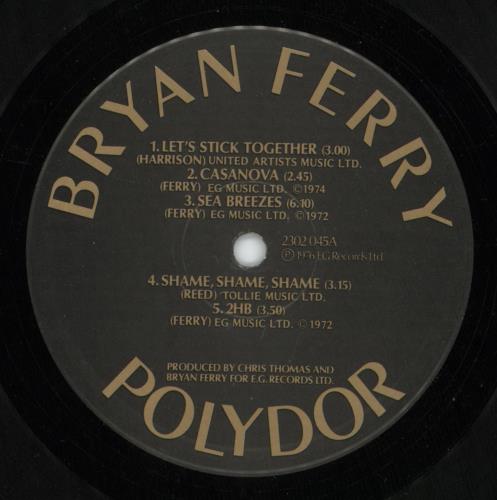 BRYAN FERRY
1. LET'S STICK TOGETHER (3.00)
(HARRISON) UNITED ARTISTS MUSIC LTD.
2. CASANOVA (2.45)
(FERRY) EG MUSIC LTD. ©1974
3. SEA BREEZES (6:10)
(FERRY) EG MUSIC LTD. ©1972
2302 045A
℗ 1976 E.G. Records Ltd.
4. SHAME, SHAME, SHAME (3.15)
(REED) TOLLIE MUSIC LTD.
5. 2HB (3.50)
(FERRY) EG MUSIC LTD. ©1972
PRODUCED BY CHRIS THOMAS AND
BRYAN FERRY FOR E.G. RECORDS LTD.
POLYDOR